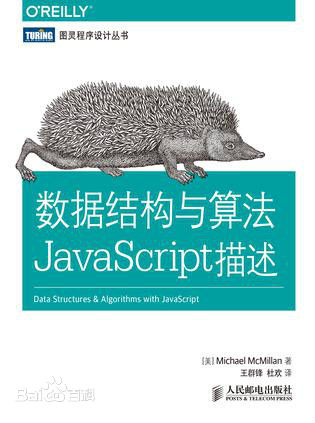 O'REILLY®
TURING 图灵程序设计丛书
数据结构与算法
JavaScript描述
Data Structures & Algorithms with JavaScript
[美] Michael McMillan 著
王群锋 杜欢 译
Bai百科
人民邮电出版社
POSTS & TELECOM PRESS